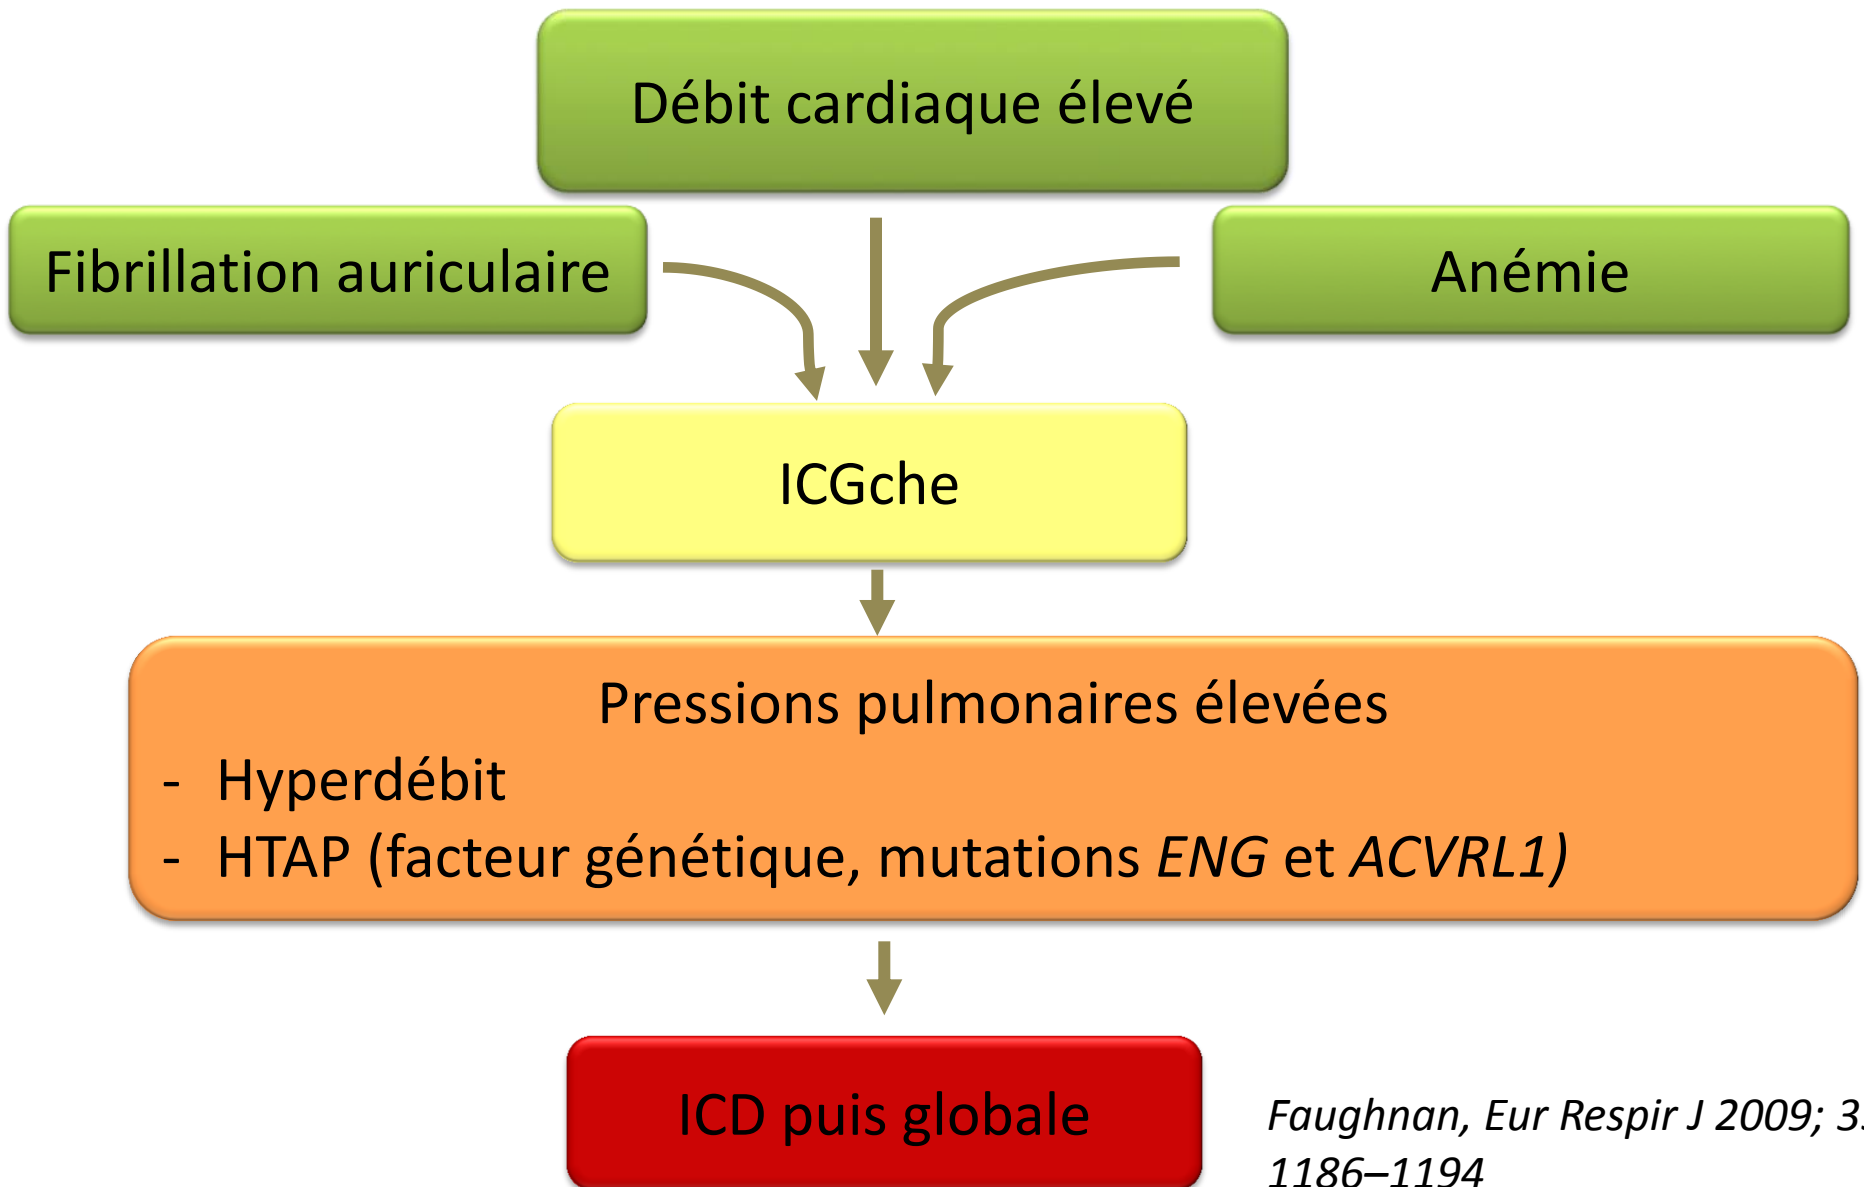 Débit cardiaque élevé
Fibrillation auriculaire
Anémie
ICGche
Pressions pulmonaires élevées
- Hyperdébit
- HTAP (facteur génétique, mutations ENG et ACVRL1)
ICD puis globale
Faughnan, Eur Respir J 2009;
1186–1194